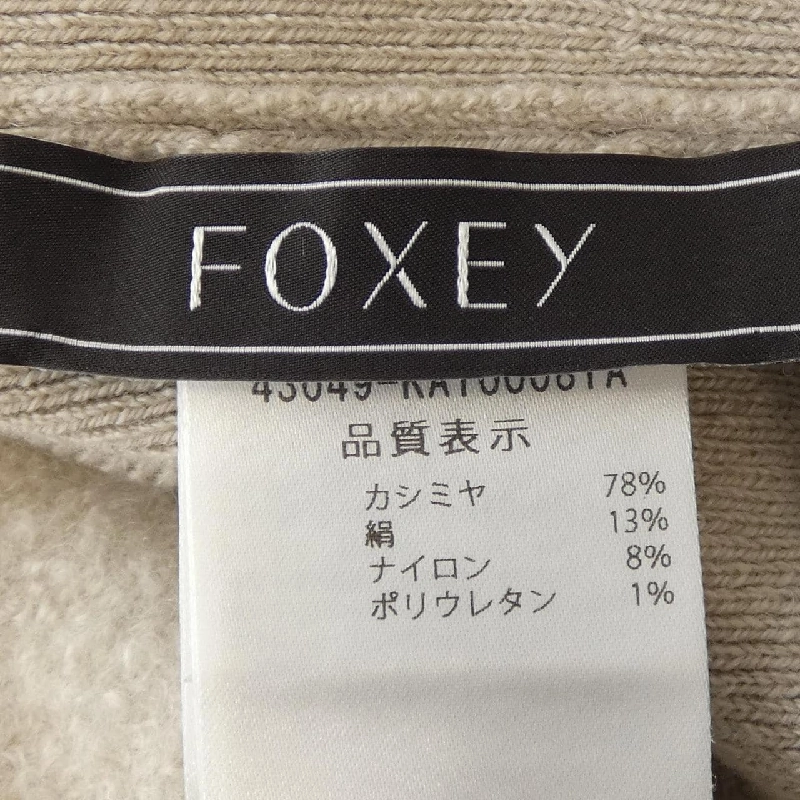 FOXEY
品質表示
カシミヤ 78%
絹 13%
ナイロン 8%
ポリウレタン 1%